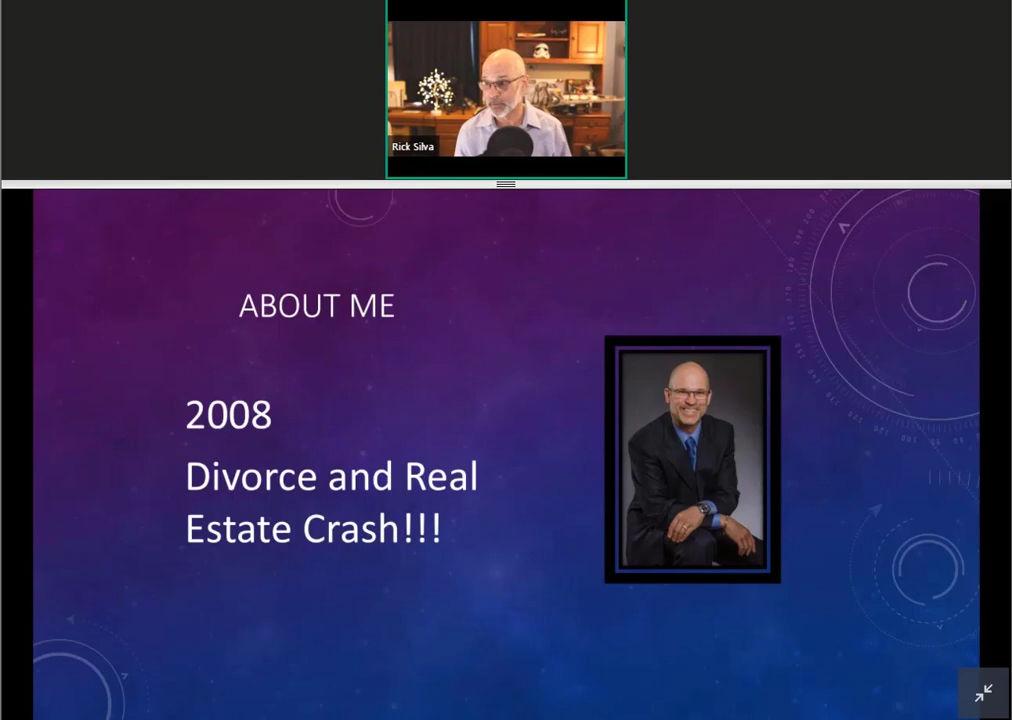 Rick Silva
ABOUT ME
2008
Divorce and Real
Estate Crash!!!